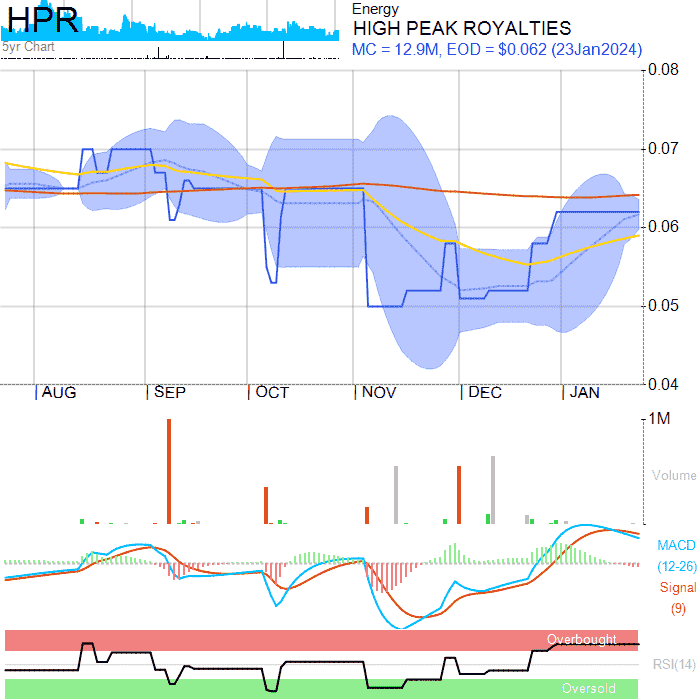 HPR
5yr Chart
Energy
HIGH PEAK ROYALTIES
MC = 12.9M, EOD = $0.062 (23Jan2024)
0.08
0.07
0.06
0.05
0.04
AUG SEP OCT NOV DEC JAN
1M
Volume
MACD
(12-26)
Signal
(9)
Overbought
RSI(14)
Oversold